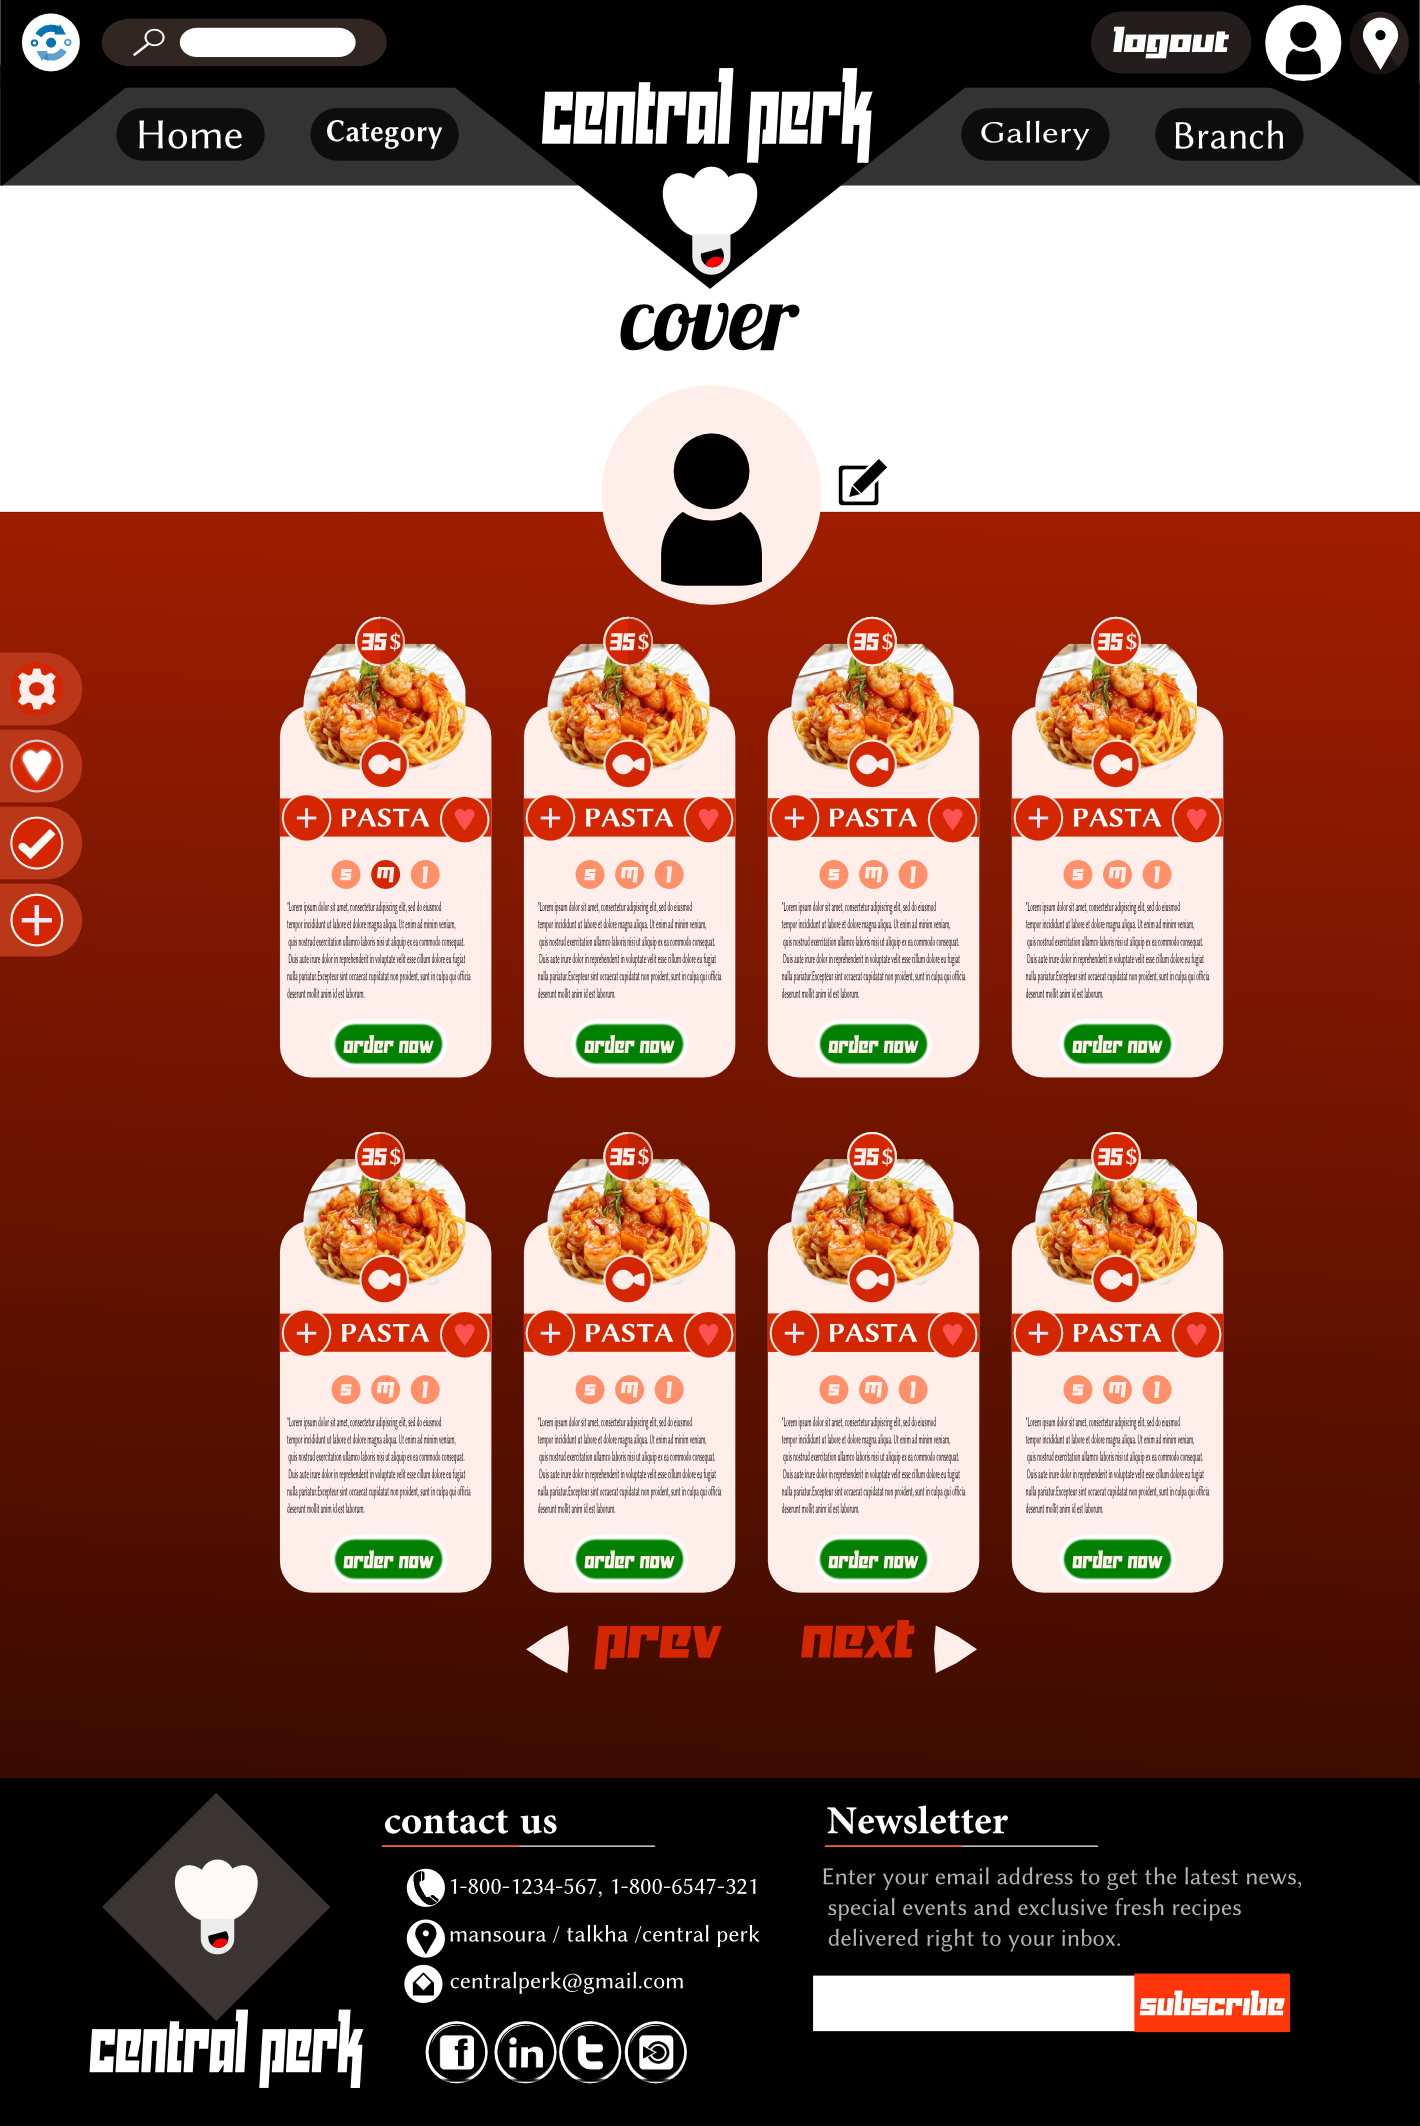 logout
central perk
Home
Category
Gallery
Branch
cover
35$
35$
35$
35$
PASTA
PASTA
PASTA
PASTA
s m l
s m l
s m l
s m l
"Lorem ipsum dolor sit amet, consectetur adipiscing elit, sed do eiusmod
tempor incididunt ut labore et dolore magna aliqua. Ut enim ad minim veniam,
quis nostrud exercitation ullamco laboris nisi ut aliquip ex ea commodo consequat.
Duis aute irure dolor in reprehenderit in voluptate velit esse cillum dolore eu fugiat
nulla pariatur.Excepteur sint occaecat cupidatat non proident, sunt in culpa qui officia
deserunt mollit anim id est laborum.
"Lorem ipsum dolor sit amet, consectetur adipiscing elit, sed do eiusmod
tempor incididunt ut labore et dolore magna aliqua. Ut enim ad minim veniam,
quis nostrud exercitation ullamco laboris nisi ut aliquip ex ea commodo consequat.
Duis aute irure dolor in reprehenderit in voluptate velit esse cillum dolore eu fugiat
nulla pariatur.Excepteur sint occaecat cupidatat non proident, sunt in culpa qui officia
deserunt mollit anim id est laborum.
"Lorem ipsum dolor sit amet, consectetur adipiscing elit, sed do eiusmod
tempor incididunt ut labore et dolore magna aliqua. Ut enim ad minim veniam,
quis nostrud exercitation ullamco laboris nisi ut aliquip ex ea commodo consequat.
Duis aute irure dolor in reprehenderit in voluptate velit esse cillum dolore eu fugiat
nulla pariatur.Excepteur sint occaecat cupidatat non proident, sunt in culpa qui officia
deserunt mollit anim id est laborum.
"Lorem ipsum dolor sit amet, consectetur adipiscing elit, sed do eiusmod
tempor incididunt ut labore et dolore magna aliqua. Ut enim ad minim veniam,
quis nostrud exercitation ullamco laboris nisi ut aliquip ex ea commodo consequat.
Duis aute irure dolor in reprehenderit in voluptate velit esse cillum dolore eu fugiat
nulla pariatur.Excepteur sint occaecat cupidatat non proident, sunt in culpa qui officia
deserunt mollit anim id est laborum.
order now
order now
order now
order now
35$
35$
35$
35$
PASTA
PASTA
PASTA
PASTA
s m l
s m l
s m l
s m l
"Lorem ipsum dolor sit amet, consectetur adipiscing elit, sed do eiusmod
tempor incididunt ut labore et dolore magna aliqua. Ut enim ad minim veniam,
quis nostrud exercitation ullamco laboris nisi ut aliquip ex ea commodo consequat.
Duis aute irure dolor in reprehenderit in voluptate velit esse cillum dolore eu fugiat
nulla pariatur.Excepteur sint occaecat cupidatat non proident, sunt in culpa qui officia
deserunt mollit anim id est laborum.
"Lorem ipsum dolor sit amet, consectetur adipiscing elit, sed do eiusmod
tempor incididunt ut labore et dolore magna aliqua. Ut enim ad minim veniam,
quis nostrud exercitation ullamco laboris nisi ut aliquip ex ea commodo consequat.
Duis aute irure dolor in reprehenderit in voluptate velit esse cillum dolore eu fugiat
nulla pariatur.Excepteur sint occaecat cupidatat non proident, sunt in culpa qui officia
deserunt mollit anim id est laborum.
"Lorem ipsum dolor sit amet, consectetur adipiscing elit, sed do eiusmod
tempor incididunt ut labore et dolore magna aliqua. Ut enim ad minim veniam,
quis nostrud exercitation ullamco laboris nisi ut aliquip ex ea commodo consequat.
Duis aute irure dolor in reprehenderit in voluptate velit esse cillum dolore eu fugiat
nulla pariatur.Excepteur sint occaecat cupidatat non proident, sunt in culpa qui officia
deserunt mollit anim id est laborum.
"Lorem ipsum dolor sit amet, consectetur adipiscing elit, sed do eiusmod
tempor incididunt ut labore et dolore magna aliqua. Ut enim ad minim veniam,
quis nostrud exercitation ullamco laboris nisi ut aliquip ex ea commodo consequat.
Duis aute irure dolor in reprehenderit in voluptate velit esse cillum dolore eu fugiat
nulla pariatur.Excepteur sint occaecat cupidatat non proident, sunt in culpa qui officia
deserunt mollit anim id est laborum.
order now
order now
order now
order now
prev
next
central perk
contact us
1-800-1234-567, 1-800-6547-321
mansoura / talkha /central perk
centralperk@gmail.com
f
in
t
Newsletter
Enter your email address to get the latest news,
special events and exclusive fresh recipes
delivered right to your inbox.
subscribe